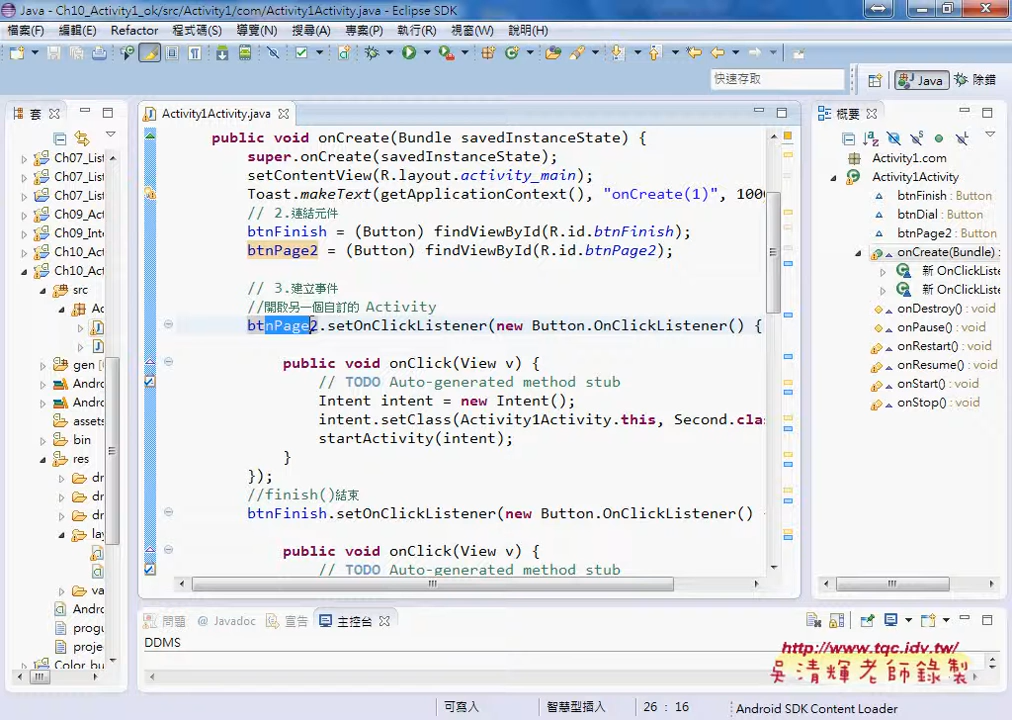 Java - Ch10_Activity1_ok/src/Activity1/com/Activity1Activity.java - Eclipse SDK
檔案(F) 編輯(E) Refactor 程式碼(S) 導覽(N) 搜尋(A) 專案(P) 執行(R) 視窗(W) 說明(H)
快速存取
Java 除錯
套
Activity1Activity.java
概要
Ch07_List
Ch07_List
Ch07_List
Ch09_Act
Ch09_Inte
Ch10_Act
Ch10_Act
src
Ac
gen
Andro
Andro
assets
bin
res
dr
dr
dr
lay
va
Andro
progu
proje
Color_bu
public void onCreate(Bundle savedInstanceState) {
super.onCreate(savedInstanceState);
setContentView(R.layout.activity_main);
Toast.makeText(getApplicationContext(), "onCreate(1)", 100
// 2.連結元件
btnFinish = (Button) findViewById(R.id.btnFinish);
btnPage2 = (Button) findViewById(R.id.btnPage2);
// 3.建立事件
//開啟另一個自訂的 Activity
btnPage2.setOnClickListener(new Button.OnClickListener() {
public void onClick(View v) {
// TODO Auto-generated method stub
Intent intent = new Intent();
intent.setClass(Activity1Activity.this, Second.cla
startActivity(intent);
}
});
//finish()結束
btnFinish.setOnClickListener(new Button.OnClickListener()
public void onClick(View v) {
// TODO Auto-generated method stub
Activity1.com
Activity1Activity
btnFinish : Button
btnDial : Button
btnPage2 : Button
onCreate(Bundle)
新 OnClickListe
新 OnClickListe
onDestroy() : void
onPause() : void
onRestart() : void
onResume() : void
onStart() : void
onStop() : void
問題 @ Javadoc 宣告 主控台
DDMS
http://www.tqc.idv.tw/
吳清輝老師錄製
可寫入 智慧型插入 26 : 16 Android SDK Content Loader